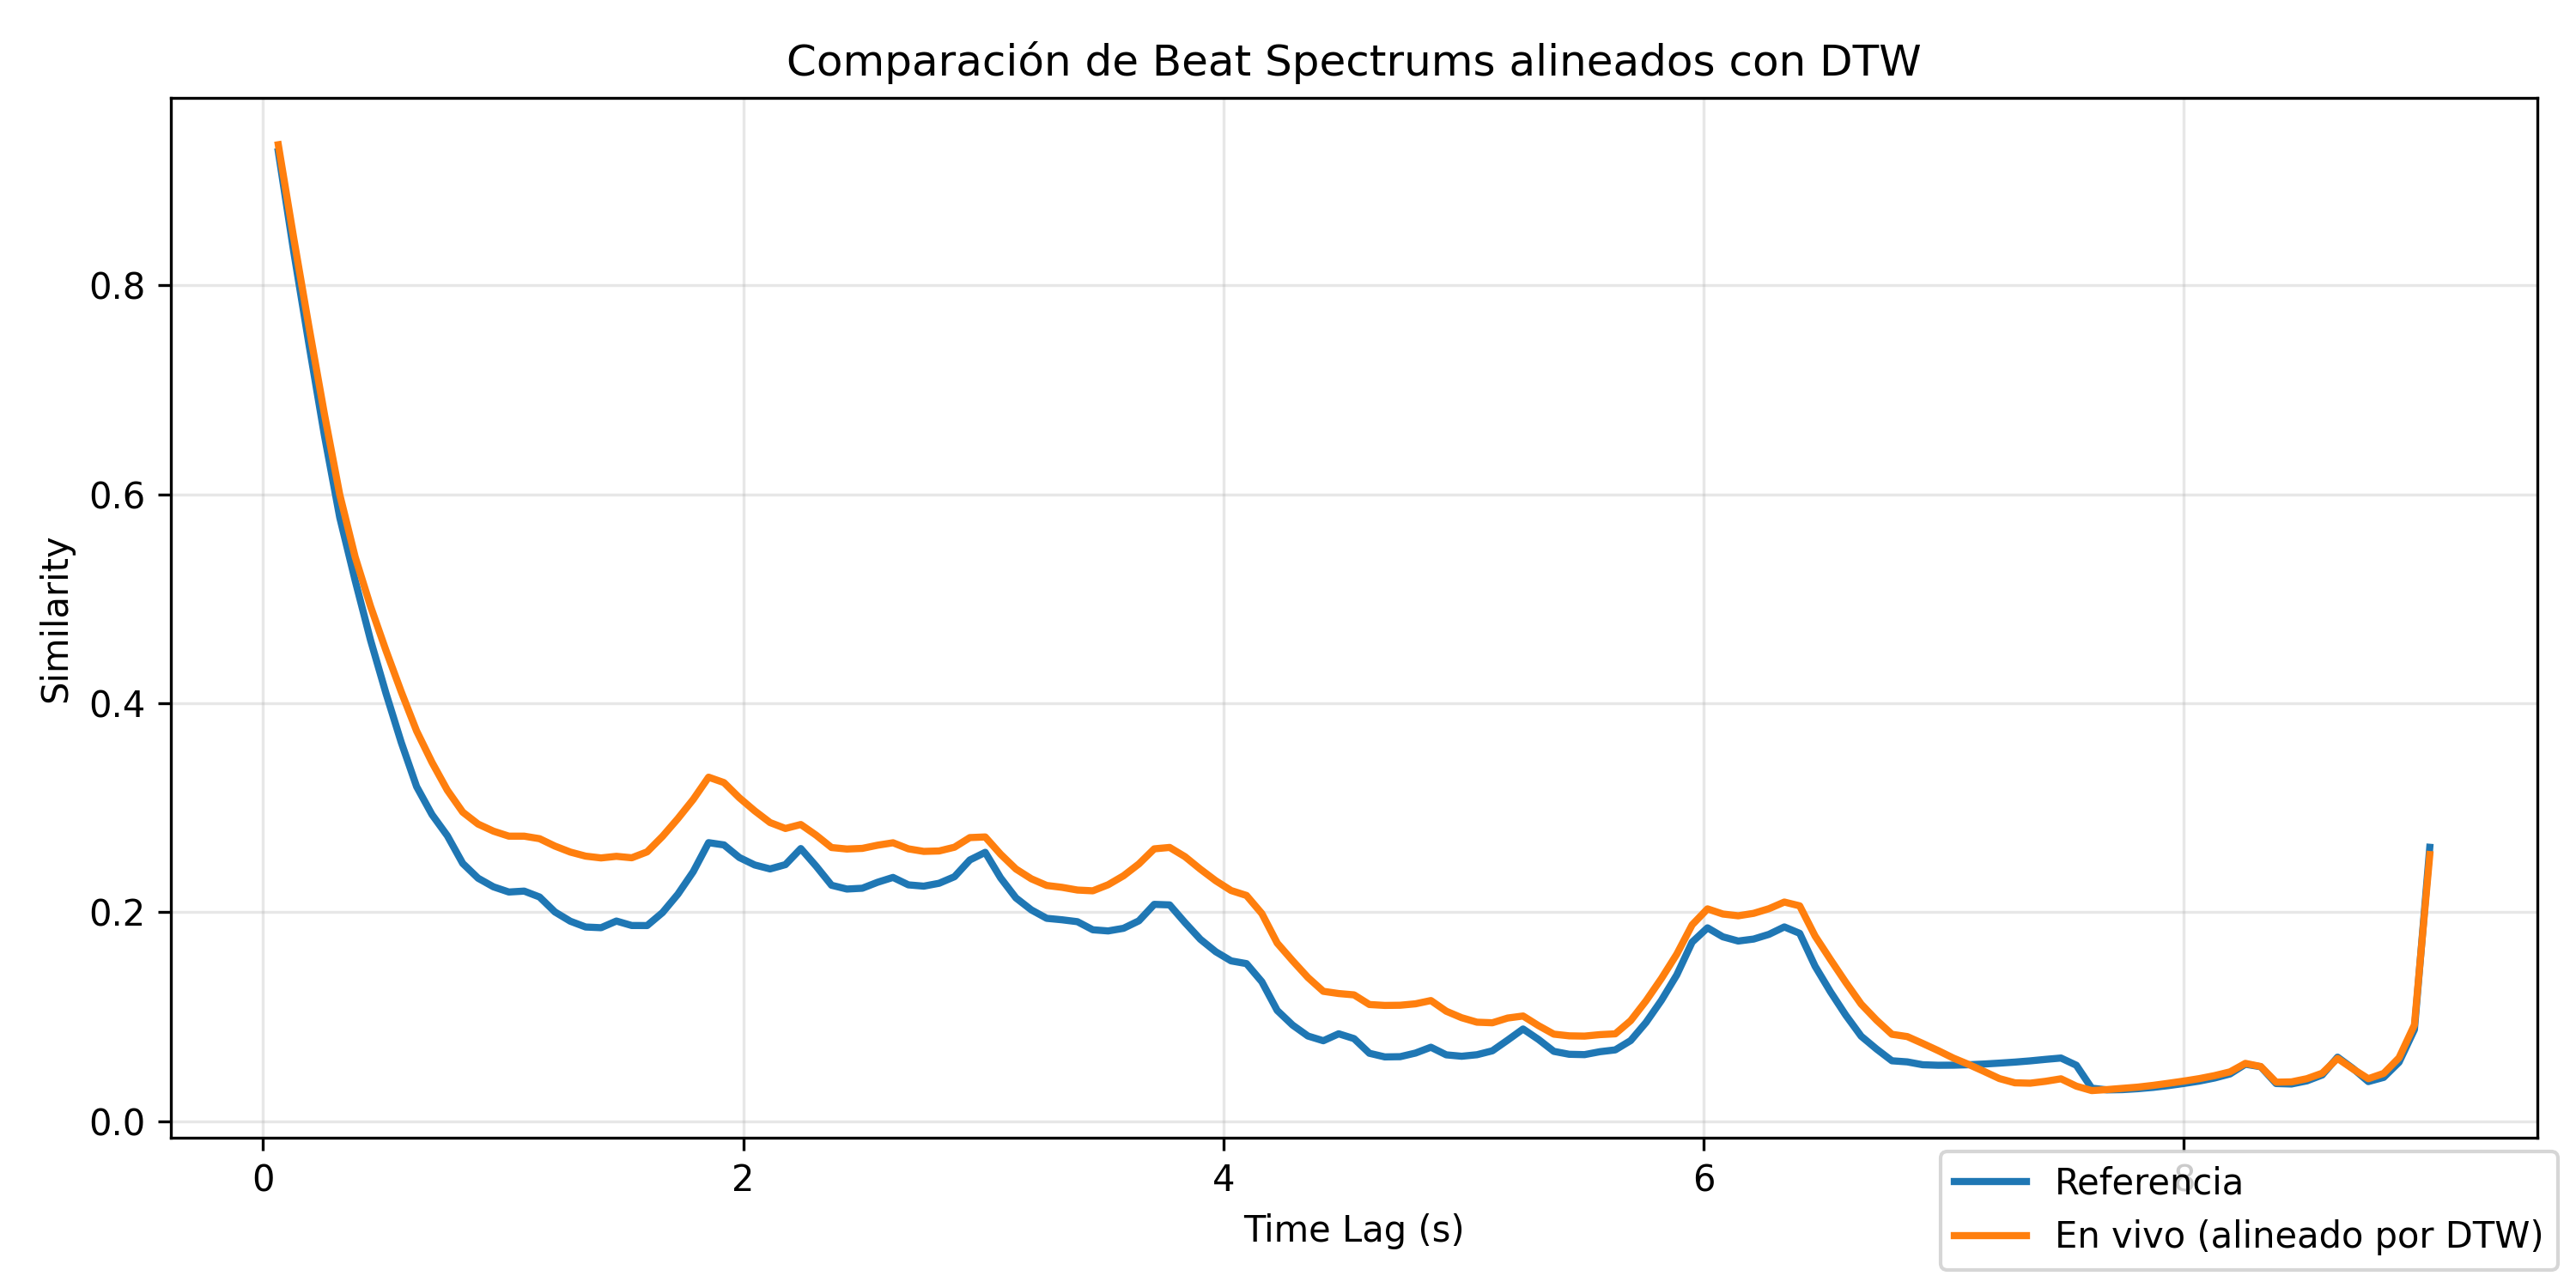 Comparación de Beat Spectrums alineados con DTW
Similarity
0.8
0.6
0.4
0.2
0.0
0 2 4 6 8
Time Lag (s)
Referencia
En vivo (alineado por DTW)